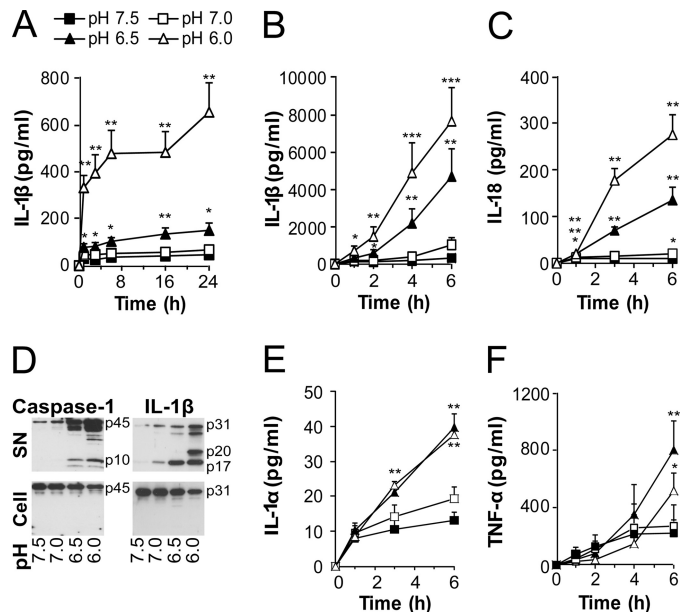 A
pH 7.5 pH 7.0
pH 6.5 pH 6.0
800
600
400
200
0
IL-1β (pg/ml)
** ** ** ** **
* * * ** *
0 8 16 24
Time (h)
B
10000
8000
6000
4000
2000
0
IL-1β (pg/ml)
* ** *** ***
* ** **
0 2 4 6
Time (h)
C
400
300
200
100
0
IL-18 (pg/ml)
** ** **
* ** **
*
0 2 4 6
Time (h)
D
Caspase-1 IL-1β
SN
p45 p31
p20
p10 p17
Cell
p45 p31
pH
7.5 7.0 6.5 6.0 7.5 7.0 6.5 6.0
E
50
40
30
20
10
0
IL-1α (pg/ml)
** **
**
0 2 4 6
Time (h)
F
1200
800
400
0
TNF-α (pg/ml)
**
*
0 2 4 6
Time (h)